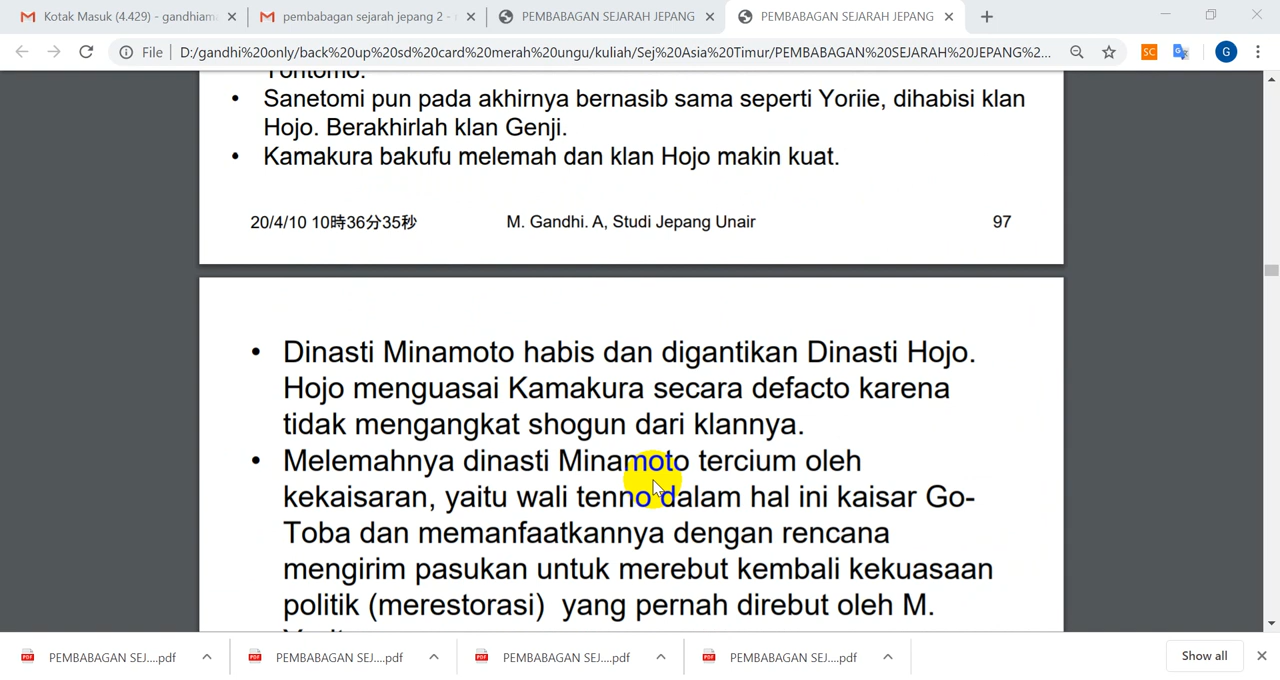 Kotak Masuk (4.429) - gandhiam
pembabagan sejarah jepang 2 -
PEMBABAGAN SEJARAH JEPANG
PEMBABAGAN SEJARAH JEPANG
File
D:/gandhi%20only/back%20up%20sd%20card%20merah%20ungu/kuliah/Sej%20Asia%20Timur/PEMBABAGAN%20SEJARAH%20JEPANG%2...
SC
G
Yoritomo.
• Sanetomi pun pada akhirnya bernasib sama seperti Yoriie, dihabisi klan
Hojo. Berakhirlah klan Genji.
• Kamakura bakufu melemah dan klan Hojo makin kuat.
20/4/10 10時36分35秒
M. Gandhi. A, Studi Jepang Unair
97
• Dinasti Minamoto habis dan digantikan Dinasti Hojo.
Hojo menguasai Kamakura secara defacto karena
tidak mengangkat shogun dari klannya.
• Melemahnya dinasti Minamoto tercium oleh
kekaisaran, yaitu wali tenno dalam hal ini kaisar Go-
Toba dan memanfaatkannya dengan rencana
mengirim pasukan untuk merebut kembali kekuasaan
politik (merestorasi) yang pernah direbut oleh M.
PEMBABAGAN SEJ....pdf
PEMBABAGAN SEJ....pdf
PEMBABAGAN SEJ....pdf
PEMBABAGAN SEJ....pdf
Show all